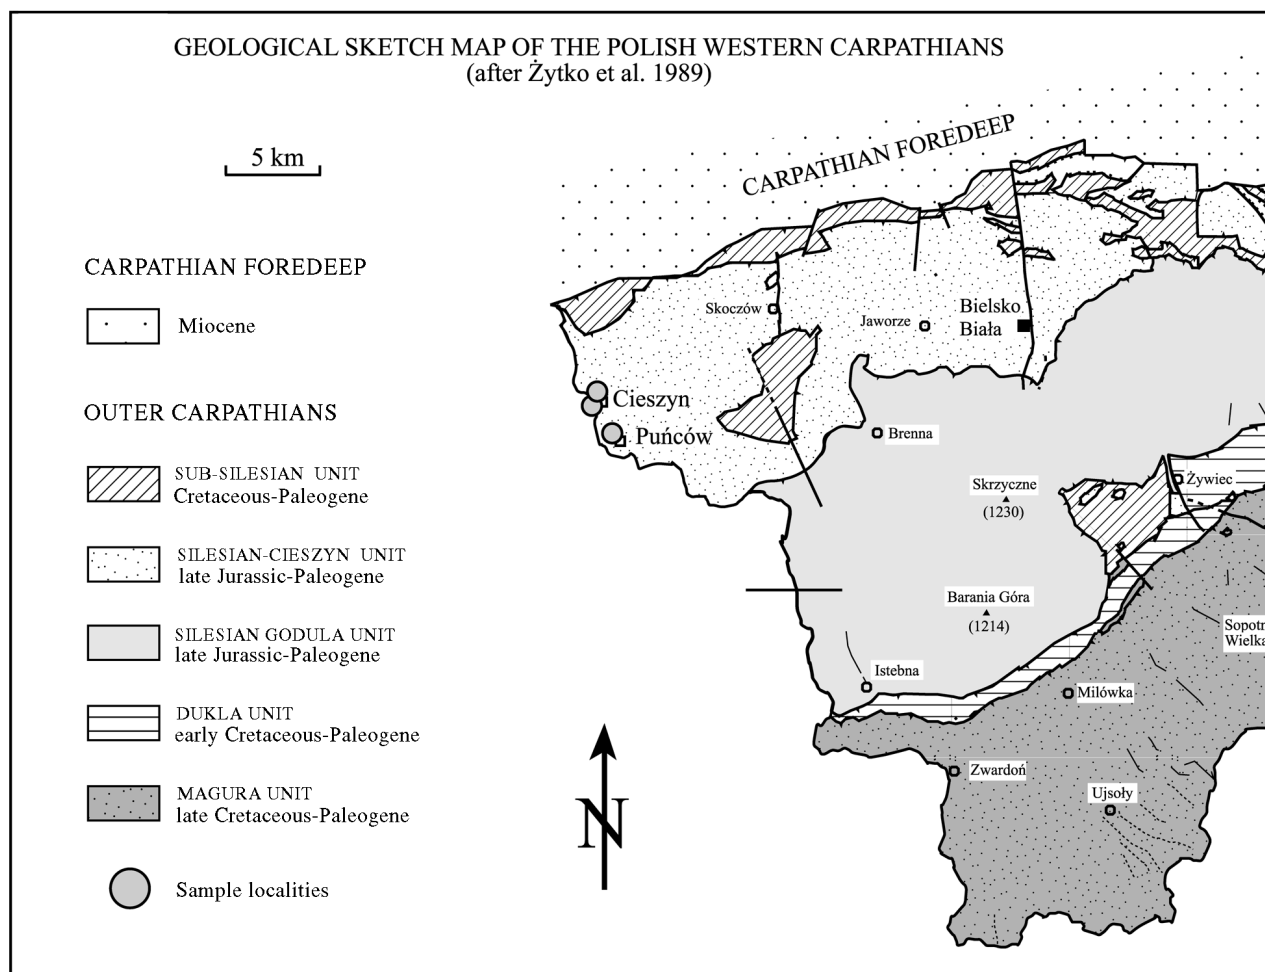 GEOLOGICAL SKETCH MAP OF THE POLISH WESTERN CARPATHIANS
(after Żytko et al. 1989)
5 km
CARPATHIAN FOREDEEP
CARPATHIAN FOREDEEP
Miocene
OUTER CARPATHIANS
SUB-SILESIAN UNIT
Cretaceous-Paleogene
SILESIAN-CIESZYN UNIT
late Jurassic-Paleogene
SILESIAN GODULA UNIT
late Jurassic-Paleogene
DUKLA UNIT
early Cretaceous-Paleogene
MAGURA UNIT
late Cretaceous-Paleogene
Sample localities
N
Skoczów
Jaworze
Bielsko
Biała
Cieszyn
Puńców
Brenna
Skrzyczne
(1230)
Żywiec
Barania Góra
(1214)
Sopotn
Wielka
Istebna
Milówka
Zwardoń
Ujsoły